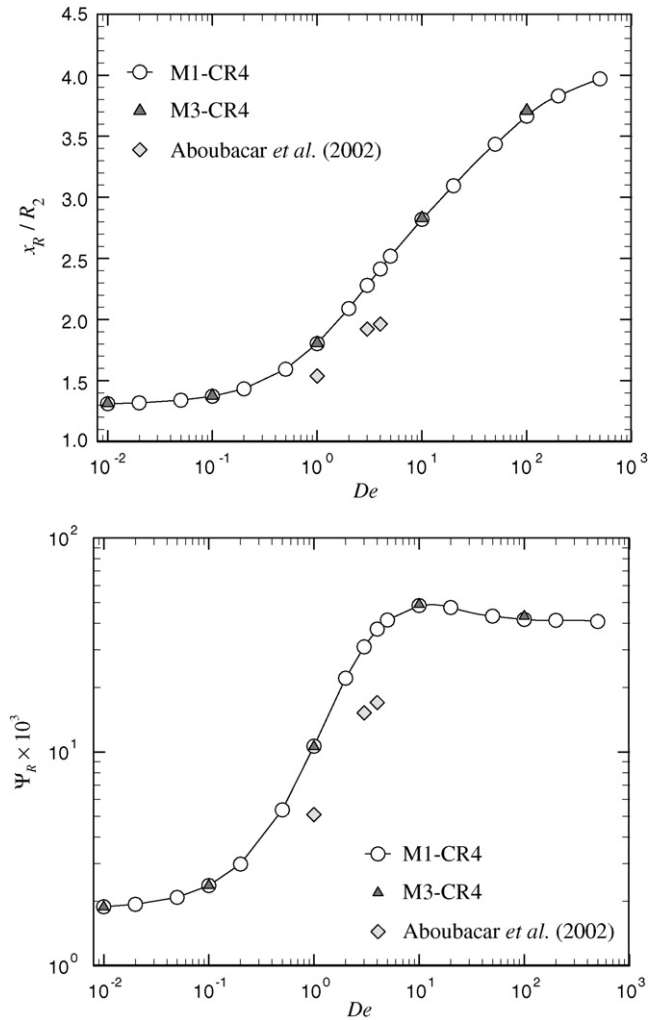 4.5
4.0
3.5
3.0
2.5
2.0
1.5
1.0
x_R / R_2
M1-CR4
M3-CR4
Aboubacar et al. (2002)
10^-2 10^-1 10^0 10^1 10^2 10^3
De
10^2
10^1
10^0
Ψ_R × 10^3
M1-CR4
M3-CR4
Aboubacar et al. (2002)
10^-2 10^-1 10^0 10^1 10^2 10^3
De